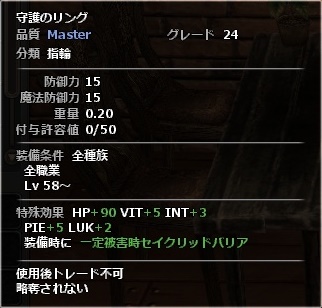 守護のリング
品質 Master グレード 24
分類 指輪
防御力 15
魔法防御力 15
重量 0.20
付与許容値 0/50
装備条件 全種族
全職業
Lv 58～
特殊効果 HP+90 VIT+5 INT+3
PIE+5 LUK+2
装備時に 一定被害時セイクリッドバリア
使用後トレード不可
略奪されない